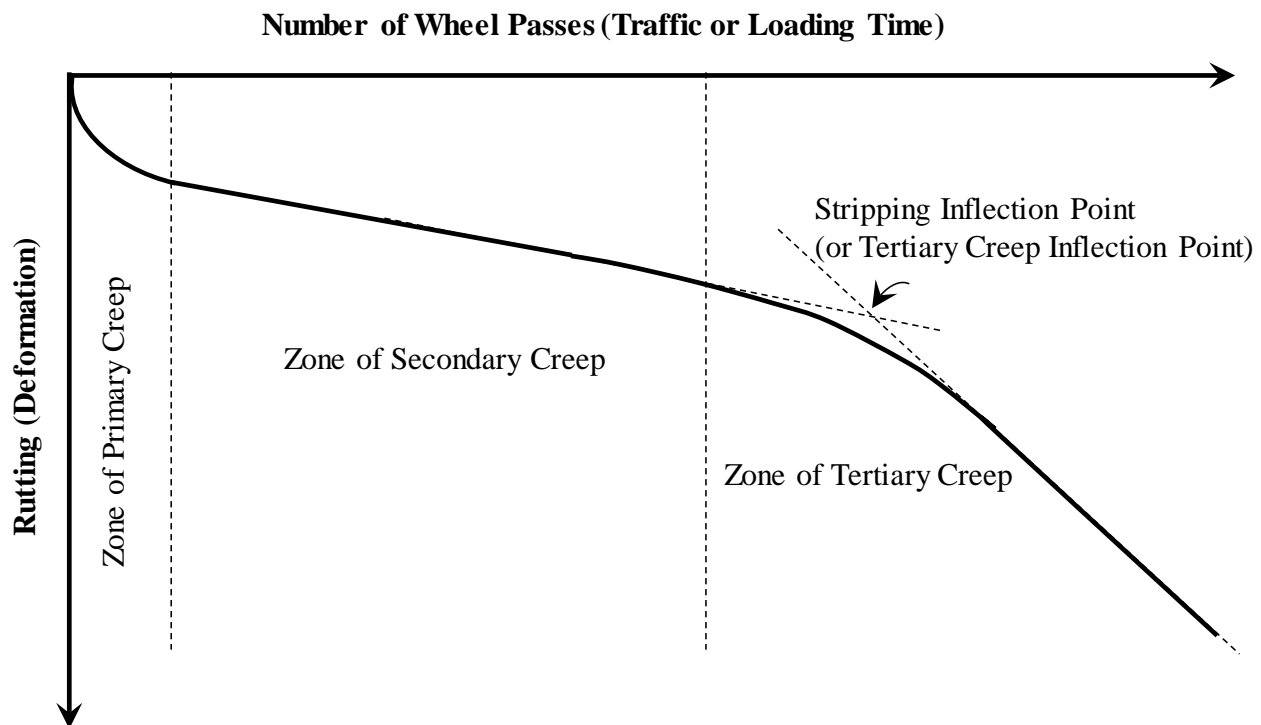 Number of Wheel Passes (Traffic or Loading Time)
Rutting (Deformation)
Zone of Primary Creep
Zone of Secondary Creep
Stripping Inflection Point
(or Tertiary Creep Inflection Point)
Zone of Tertiary Creep